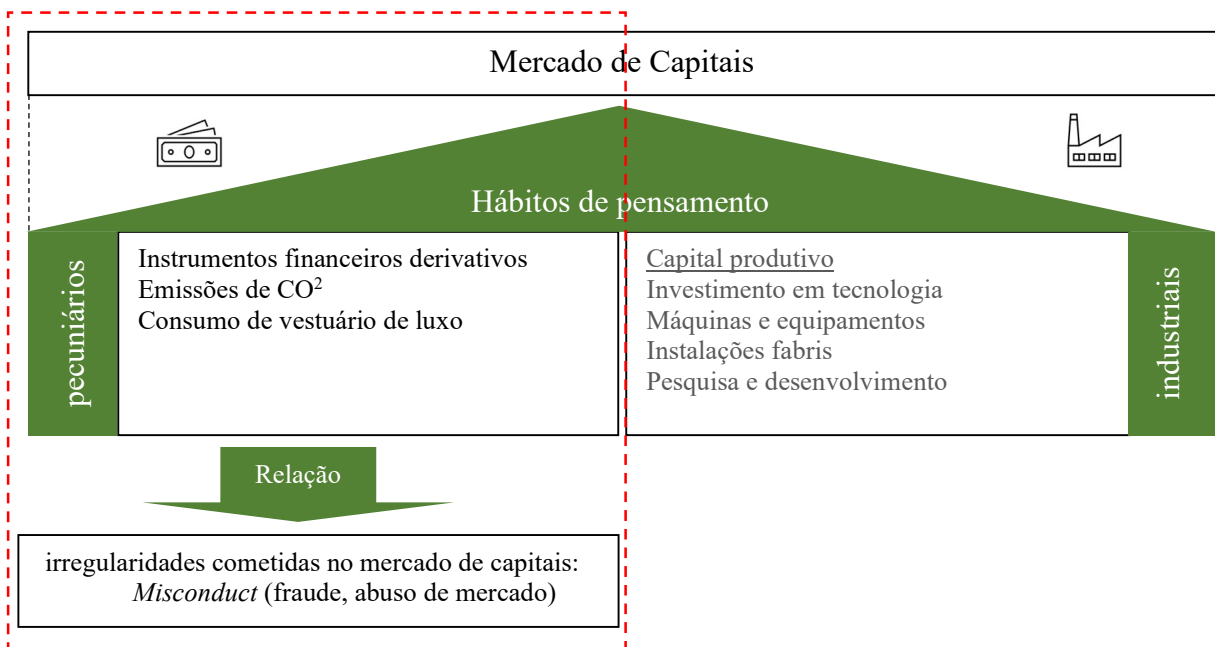 Mercado de Capitais
Hábitos de pensamento
pecuniários
Instrumentos financeiros derivativos
Emissões de CO²
Consumo de vestuário de luxo
Capital produtivo
Investimento em tecnologia
Máquinas e equipamentos
Instalações fabris
Pesquisa e desenvolvimento
industriais
Relação
irregularidades cometidas no mercado de capitais:
Misconduct (fraude, abuso de mercado)